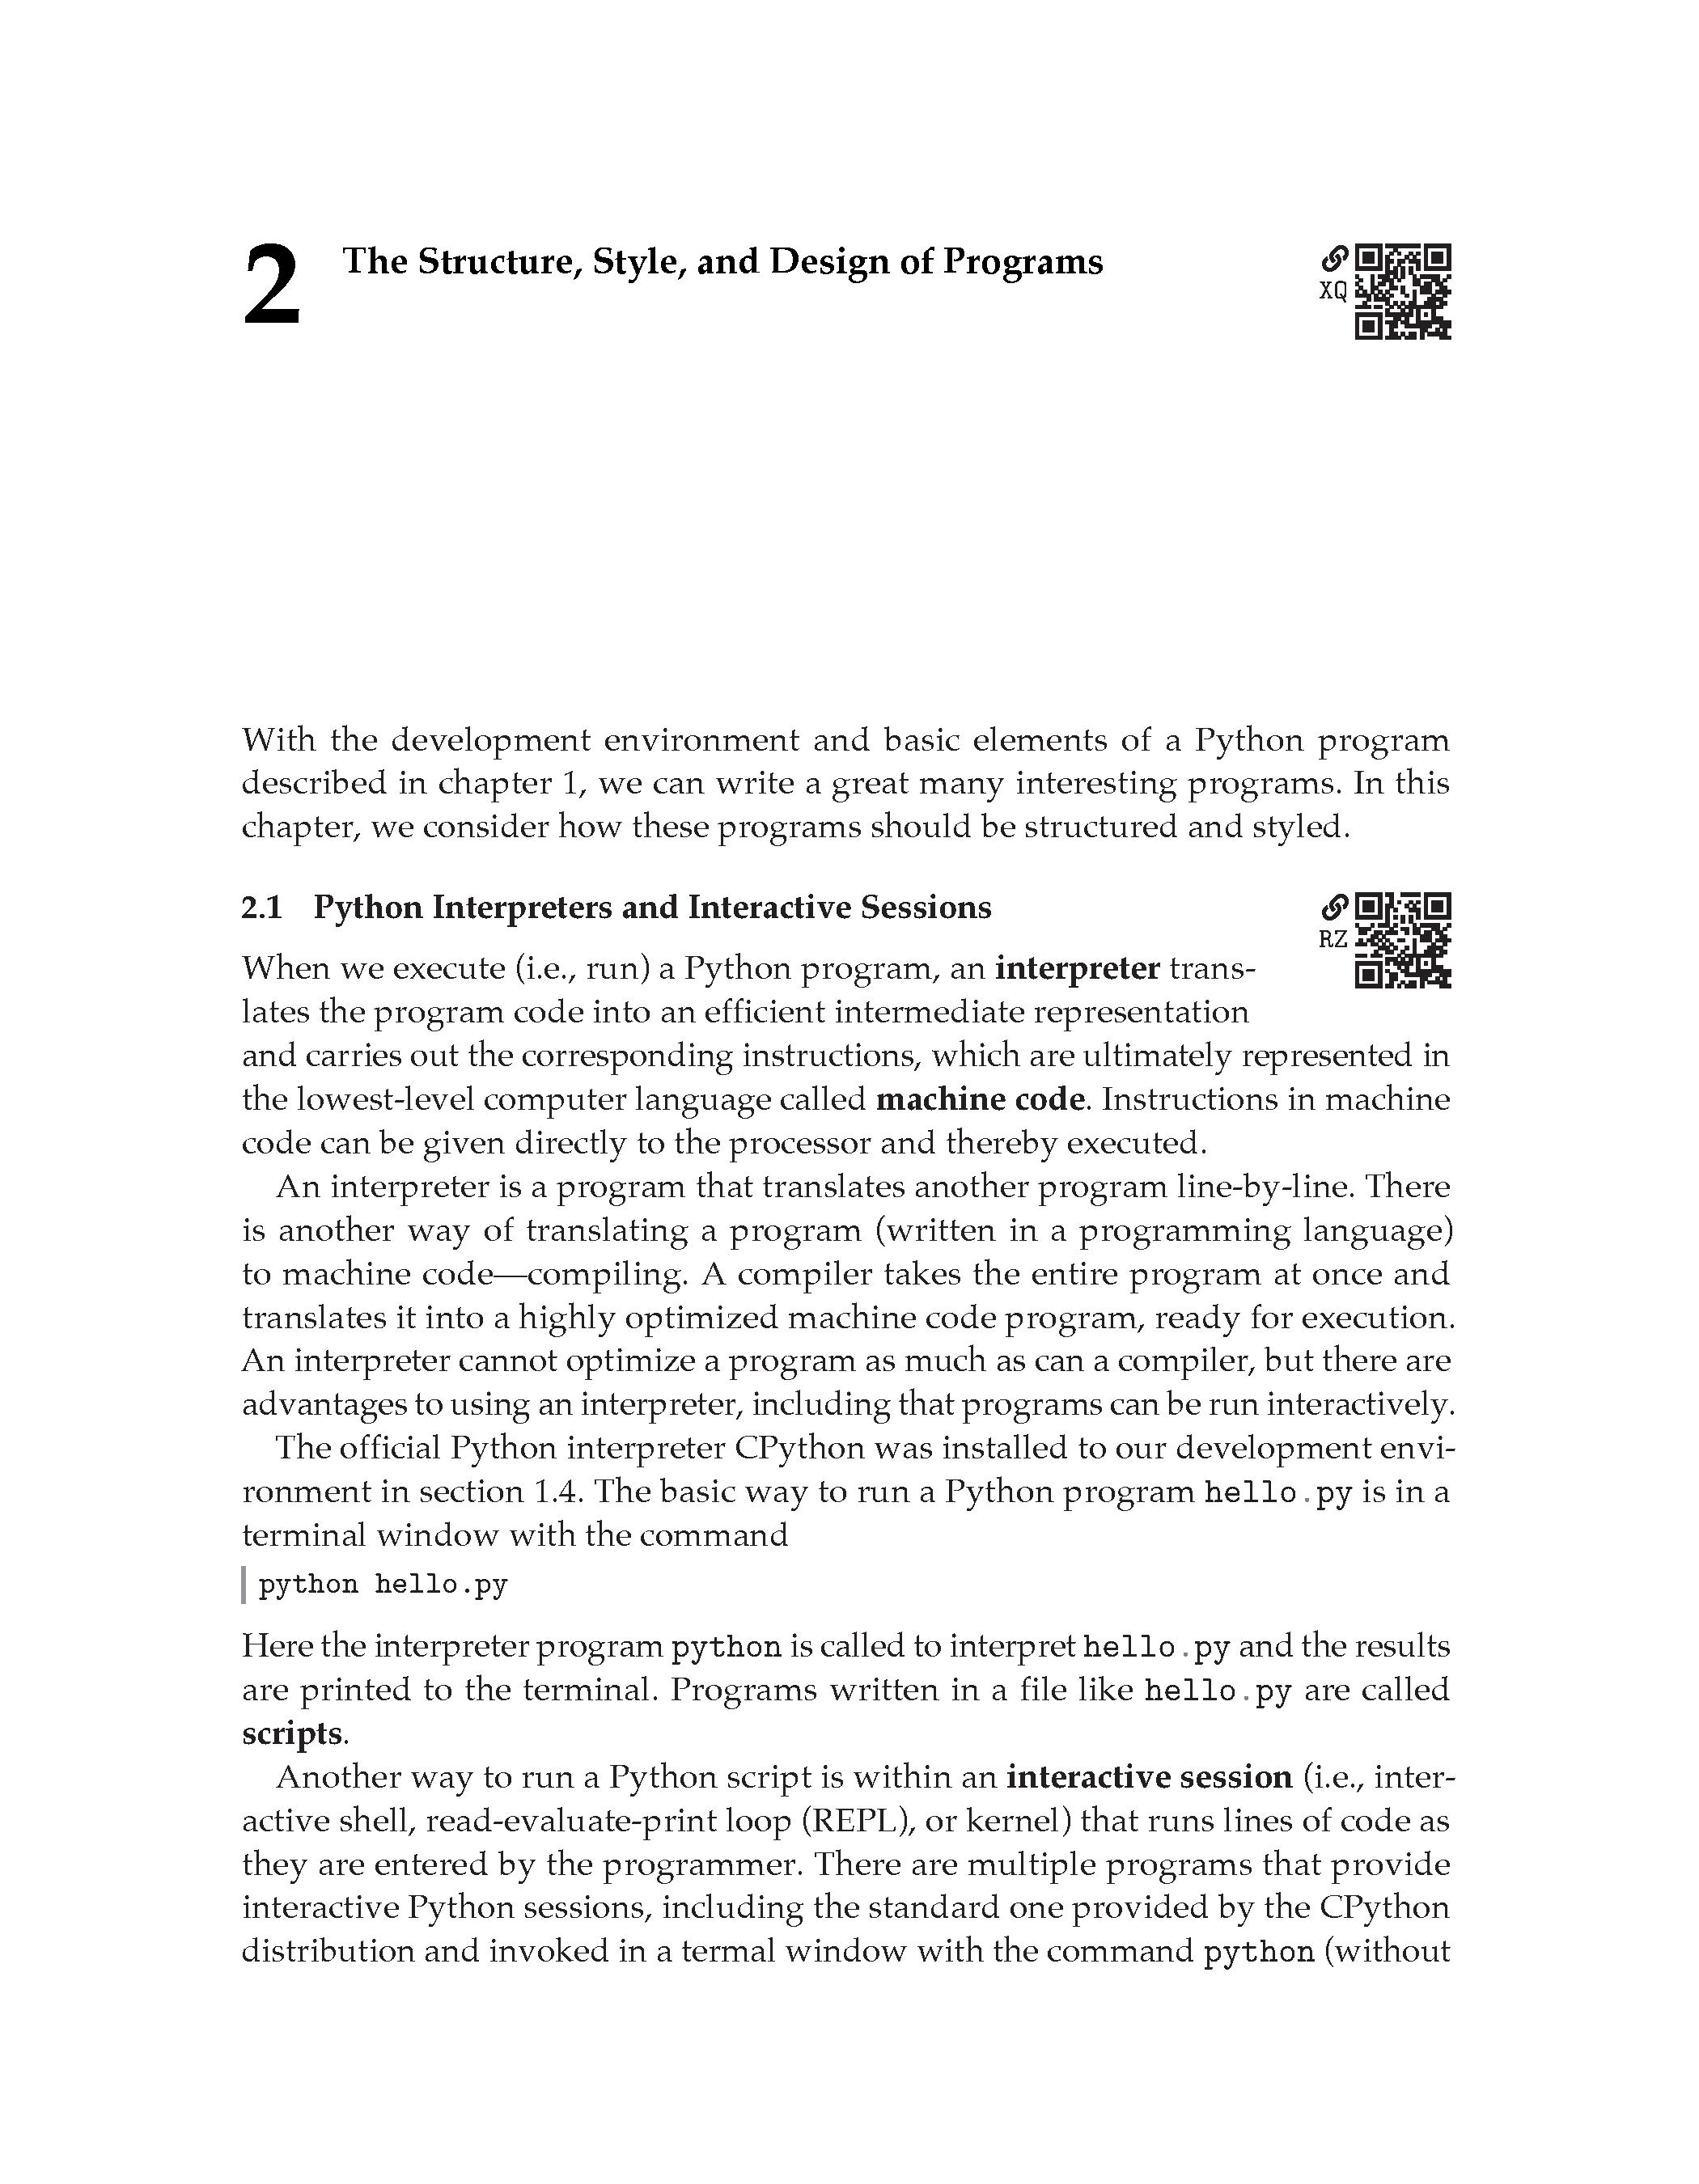 2 The Structure, Style, and Design of Programs
XQ
With the development environment and basic elements of a Python program
described in chapter 1, we can write a great many interesting programs. In this
chapter, we consider how these programs should be structured and styled.
2.1 Python Interpreters and Interactive Sessions
RZ
When we execute (i.e., run) a Python program, an interpreter trans-
lates the program code into an efficient intermediate representation
and carries out the corresponding instructions, which are ultimately represented in
the lowest-level computer language called machine code. Instructions in machine
code can be given directly to the processor and thereby executed.
An interpreter is a program that translates another program line-by-line. There
is another way of translating a program (written in a programming language)
to machine code—compiling. A compiler takes the entire program at once and
translates it into a highly optimized machine code program, ready for execution.
An interpreter cannot optimize a program as much as can a compiler, but there are
advantages to using an interpreter, including that programs can be run interactively.
The official Python interpreter CPython was installed to our development envi-
ronment in section 1.4. The basic way to run a Python program hello.py is in a
terminal window with the command
python hello.py
Here the interpreter program python is called to interpret hello.py and the results
are printed to the terminal. Programs written in a file like hello.py are called
scripts.
Another way to run a Python script is within an interactive session (i.e., inter-
active shell, read-evaluate-print loop (REPL), or kernel) that runs lines of code as
they are entered by the programmer. There are multiple programs that provide
interactive Python sessions, including the standard one provided by the CPython
distribution and invoked in a termal window with the command python (without